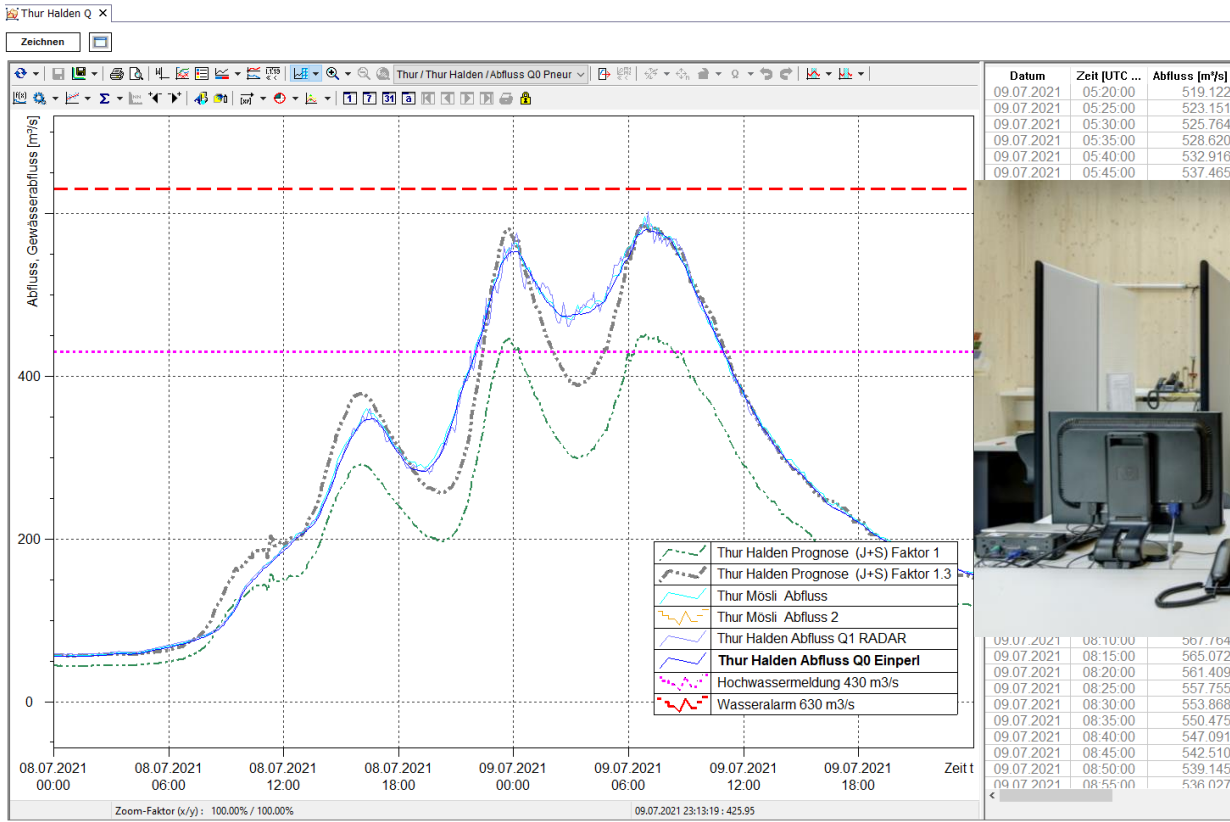 Thur Halden Q
Zeichnen
Thur / Thur Halden / Abfluss Q0 Pneur
Abfluss, Gewässerabfluss [m³/s]
400
200
0
Thur Halden Prognose (J+S) Faktor 1
Thur Halden Prognose (J+S) Faktor 1.3
Thur Mösli Abfluss
Thur Mösli Abfluss 2
Thur Halden Abfluss Q1 RADAR
Thur Halden Abfluss Q0 Einperl
Hochwassermeldung 430 m3/s
Wasseralarm 630 m3/s
08.07.2021 08.07.2021 08.07.2021 08.07.2021 09.07.2021 09.07.2021 09.07.2021 09.07.2021 Zeit t
00:00 06:00 12:00 18:00 00:00 06:00 12:00 18:00
Zoom-Faktor (x/y) : 100.00% / 100.00% 09.07.2021 23:13:19 : 425.95
Datum Zeit [UTC ... Abfluss [m³/s]
09.07.2021 05:20:00 519.122
09.07.2021 05:25:00 523.151
09.07.2021 05:30:00 525.764
09.07.2021 05:35:00 528.620
09.07.2021 05:40:00 532.916
09.07.2021 05:45:00 537.465
09.07.2021 08:10:00 567.764
09.07.2021 08:15:00 565.072
09.07.2021 08:20:00 561.409
09.07.2021 08:25:00 557.755
09.07.2021 08:30:00 553.868
09.07.2021 08:35:00 550.475
09.07.2021 08:40:00 547.091
09.07.2021 08:45:00 542.510
09.07.2021 08:50:00 539.145
09.07.2021 08:55:00 536.027